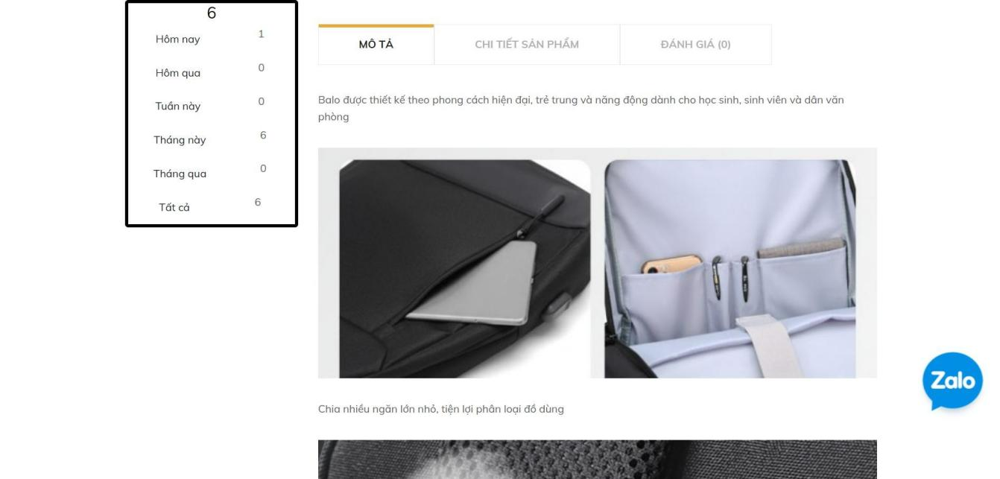 6
Hôm nay 1
Hôm qua 0
Tuần này 0
Tháng này 6
Tháng qua 0
Tất cả 6
MÔ TẢ CHI TIẾT SẢN PHẨM ĐÁNH GIÁ (0)
Balo được thiết kế theo phong cách hiện đại, trẻ trung và năng động dành cho học sinh, sinh viên và dân văn
phòng
Chia nhiều ngăn lớn nhỏ, tiện lợi phân loại đồ dùng
Zalo